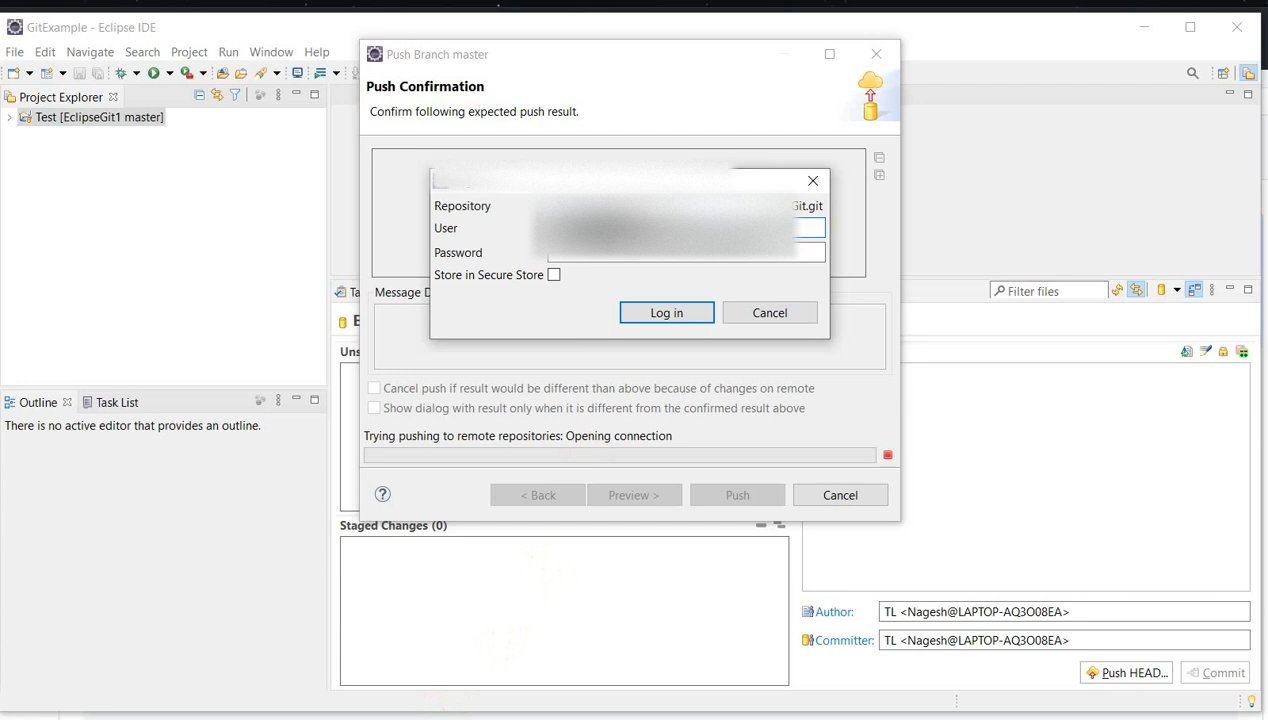 GitExample - Eclipse IDE
File Edit Navigate Search Project Run Window Help
Project Explorer
Test [EclipseGit1 master]
Outline
Task List
There is no active editor that provides an outline.
Push Branch master
Push Confirmation
Confirm following expected push result.
Repository
Git.git
User
Password
Store in Secure Store
Log in
Cancel
Message D
Cancel push if result would be different than above because of changes on remote
Show dialog with result only when it is different from the confirmed result above
Trying pushing to remote repositories: Opening connection
< Back
Preview >
Push
Cancel
Ta
Filter files
E
Uns
Staged Changes (0)
Author:
TL <Nagesh@LAPTOP-AQ3O08EA>
Committer:
TL <Nagesh@LAPTOP-AQ3O08EA>
Push HEAD...
Commit